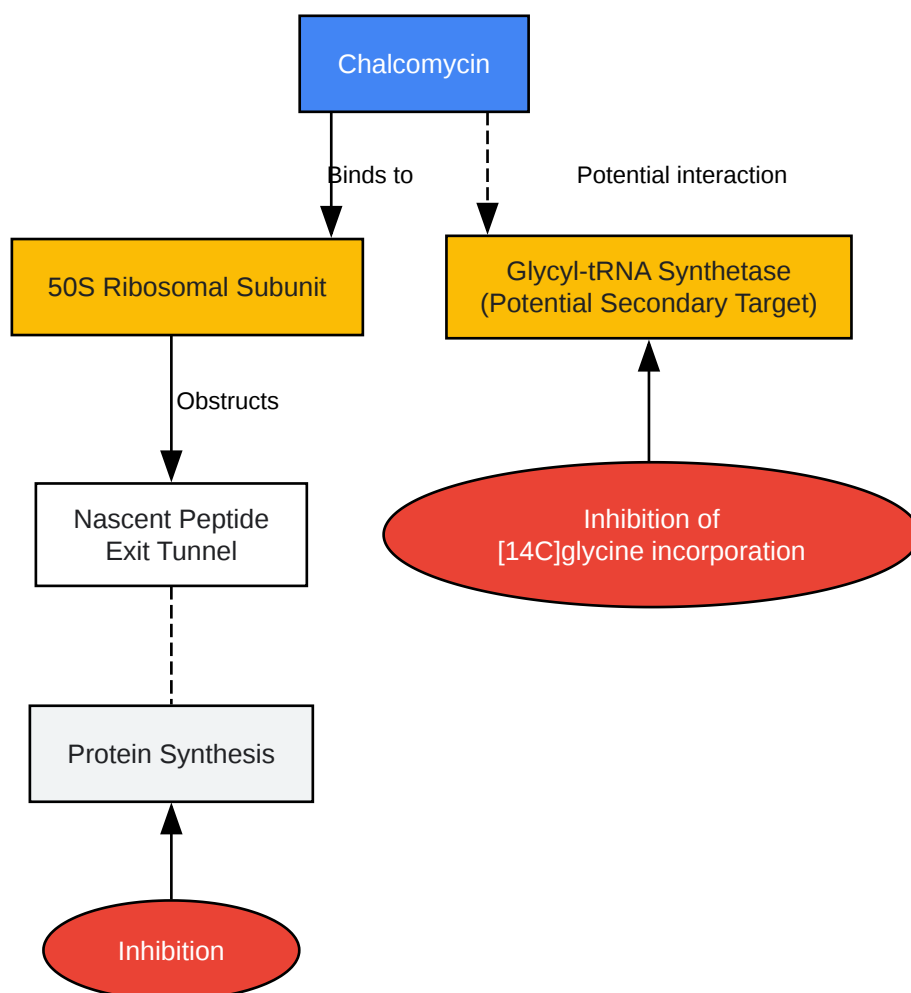 Chalcomycin
Binds to
Potential interaction
50S Ribosomal Subunit
Glycyl-tRNA Synthetase
(Potential Secondary Target)
Obstructs
Nascent Peptide
Exit Tunnel
Inhibition of
[14C]glycine incorporation
Protein Synthesis
Inhibition